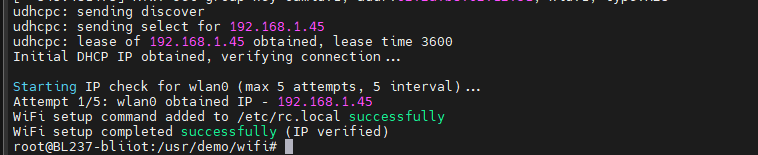 udhcpc: sending discover
udhcpc: sending select for 192.168.1.45
udhcpc: lease of 192.168.1.45 obtained, lease time 3600
Initial DHCP IP obtained, verifying connection...
Starting IP check for wlan0 (max 5 attempts, 5 interval)...
Attempt 1/5: wlan0 obtained IP - 192.168.1.45
WiFi setup command added to /etc/rc.local successfully
WiFi setup completed successfully (IP verified)
root@BL237-bliiot:/usr/demo/wifi#